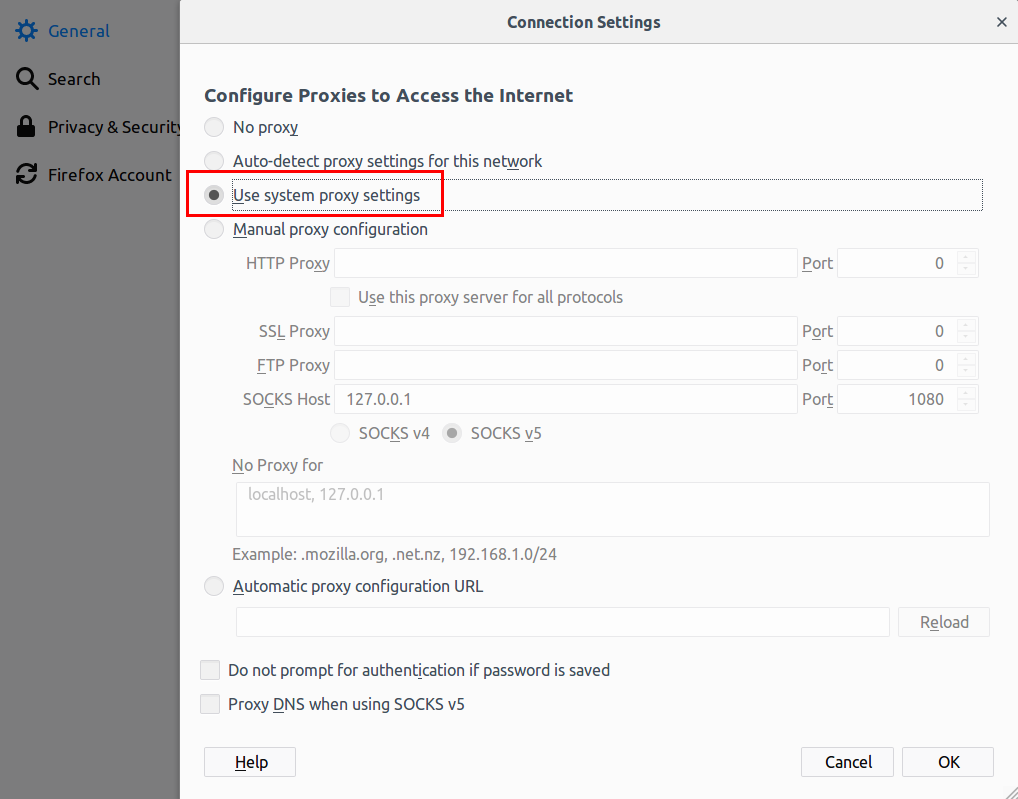 Connection Settings
General
Search
Privacy & Security
Firefox Account
Configure Proxies to Access the Internet
No proxy
Auto-detect proxy settings for this network
Use system proxy settings
Manual proxy configuration
HTTP Proxy Port 0
Use this proxy server for all protocols
SSL Proxy Port 0
FTP Proxy Port 0
SOCKS Host 127.0.0.1 Port 1080
SOCKS v4 SOCKS v5
No Proxy for
localhost, 127.0.0.1
Example: .mozilla.org, .net.nz, 192.168.1.0/24
Automatic proxy configuration URL
Reload
Do not prompt for authentication if password is saved
Proxy DNS when using SOCKS v5
Help Cancel OK